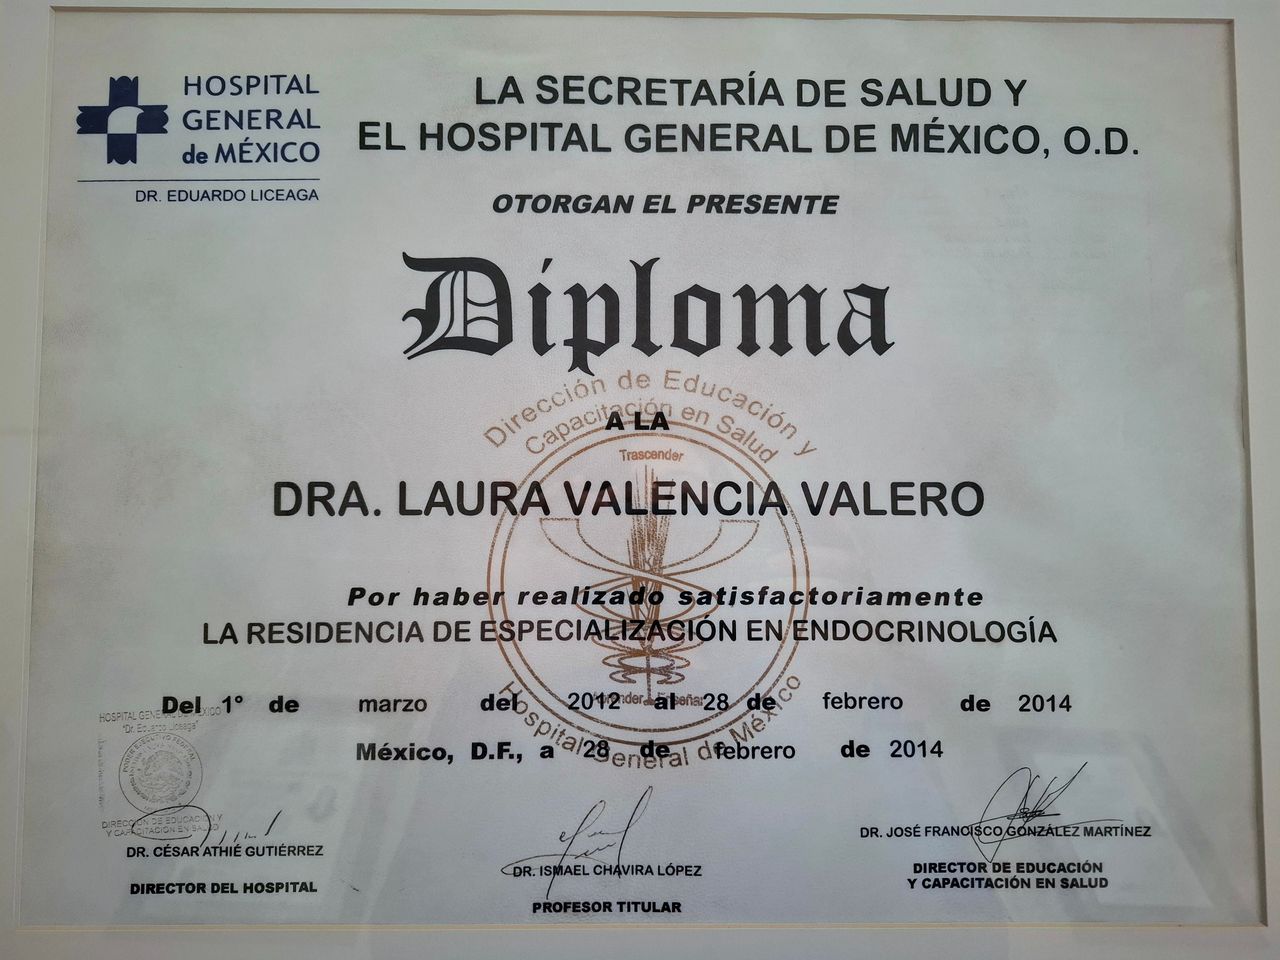 HOSPITAL
GENERAL
de MÉXICO
DR. EDUARDO LICEAGA
LA SECRETARÍA DE SALUD Y
EL HOSPITAL GENERAL DE MÉXICO, O.D.
OTORGAN EL PRESENTE
Diploma
Dirección de Educación y
Capacitación en Salud
A LA
Trascender
DRA. LAURA VALENCIA VALERO
Por haber realizado satisfactoriamente
LA RESIDENCIA DE ESPECIALIZACIÓN EN ENDOCRINOLOGÍA
Aprender Enseñar
Hospital General de México
Del 1° de marzo del 2012 al 28 de febrero de 2014
México, D.F., a 28 de febrero de 2014
HOSPITAL GENERAL DE MÉXICO
"Dr. Eduardo Liceaga"
PODER EJECUTIVO FEDERAL
DIRECCIÓN DE EDUCACIÓN
Y CAPACITACIÓN EN SALUD
DR. CÉSAR ATHIÉ GUTIÉRREZ
DIRECTOR DEL HOSPITAL
DR. ISMAEL CHAVIRA LÓPEZ
PROFESOR TITULAR
DR. JOSÉ FRANCISCO GONZÁLEZ MARTÍNEZ
DIRECTOR DE EDUCACIÓN
Y CAPACITACIÓN EN SALUD